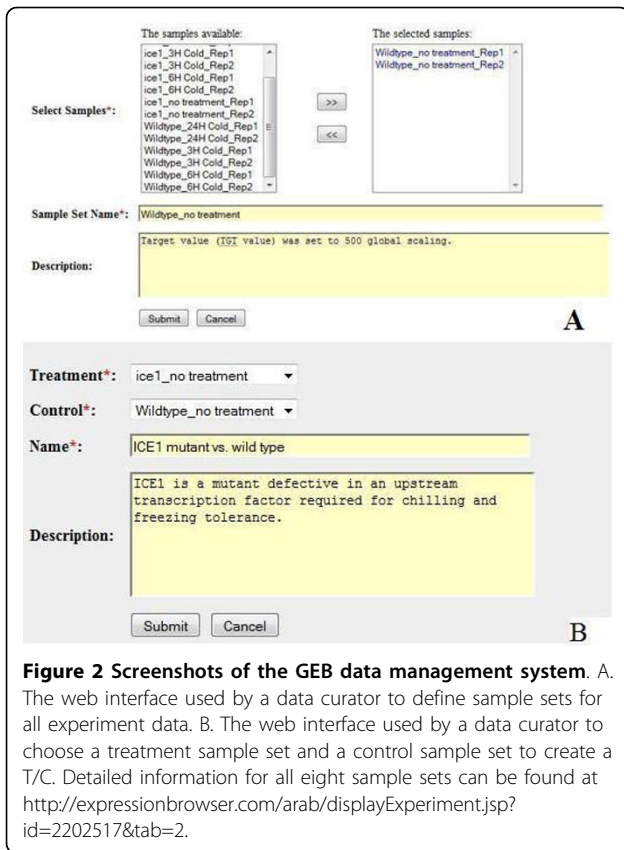 The samples available:
The selected samples:
Select Samples*:
ice1_3H Cold_Rep1
ice1_3H Cold_Rep2
ice1_6H Cold_Rep1
ice1_6H Cold_Rep2
ice1_no treatment_Rep1
ice1_no treatment_Rep2
Wildtype_24H Cold_Rep1
Wildtype_24H Cold_Rep2
Wildtype_3H Cold_Rep1
Wildtype_3H Cold_Rep2
Wildtype_6H Cold_Rep1
Wildtype_6H Cold_Rep2
>>
<<
Wildtype_no treatment_Rep1
Wildtype_no treatment_Rep2
Sample Set Name*: Wildtype_no treatment
Description:
Target value (TGT value) was set to 500 global scaling.
Submit Cancel
A
Treatment*: ice1_no treatment
Control*: Wildtype_no treatment
Name*: ICE1 mutant vs. wild type
Description:
ICE1 is a mutant defective in an upstream
transcription factor required for chilling and
freezing tolerance.
Submit Cancel
B
Figure 2 Screenshots of the GEB data management system. A.
The web interface used by a data curator to define sample sets for
all experiment data. B. The web interface used by a data curator to
choose a treatment sample set and a control sample set to create a
T/C. Detailed information for all eight sample sets can be found at
http://expressionbrowser.com/arab/displayExperiment.jsp?
id=2202517&tab=2.